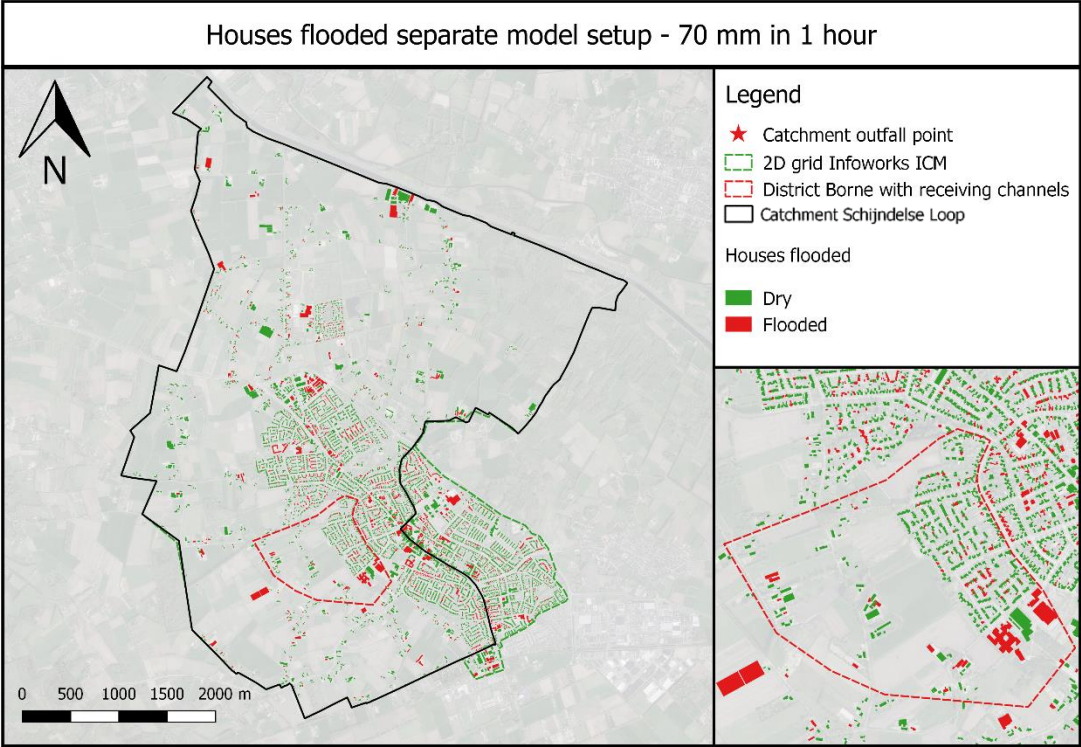 Houses flooded separate model setup - 70 mm in 1 hour
N
0 500 1000 1500 2000 m
Legend
Catchment outfall point
2D grid Infoworks ICM
District Borne with receiving channels
Catchment Schijndelse Loop
Houses flooded
Dry
Flooded